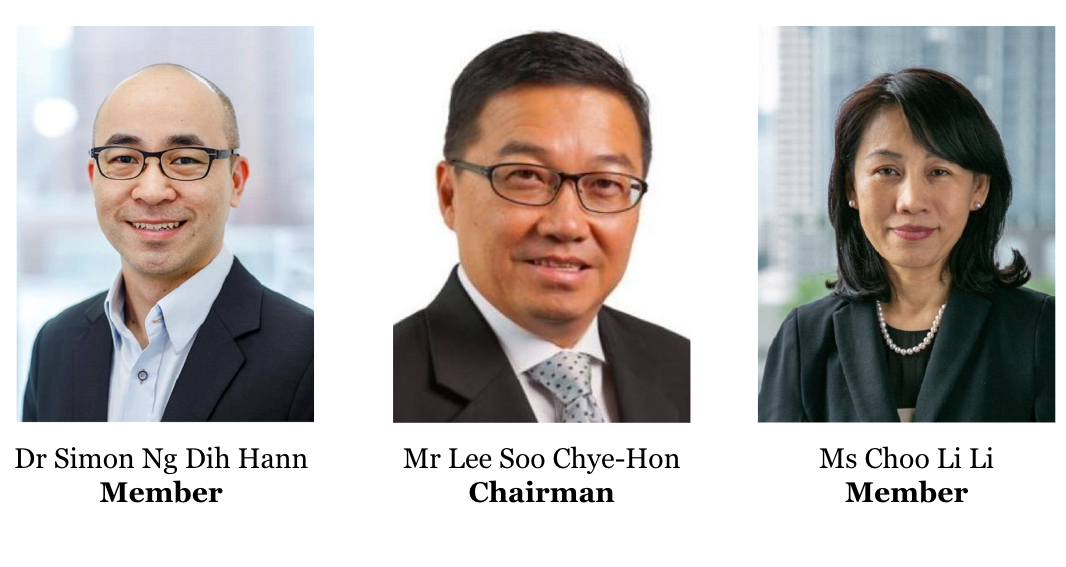 Dr Simon Ng Dih Hann
Member
Mr Lee Soo Chye-Hon
Chairman
Ms Choo Li Li
Member